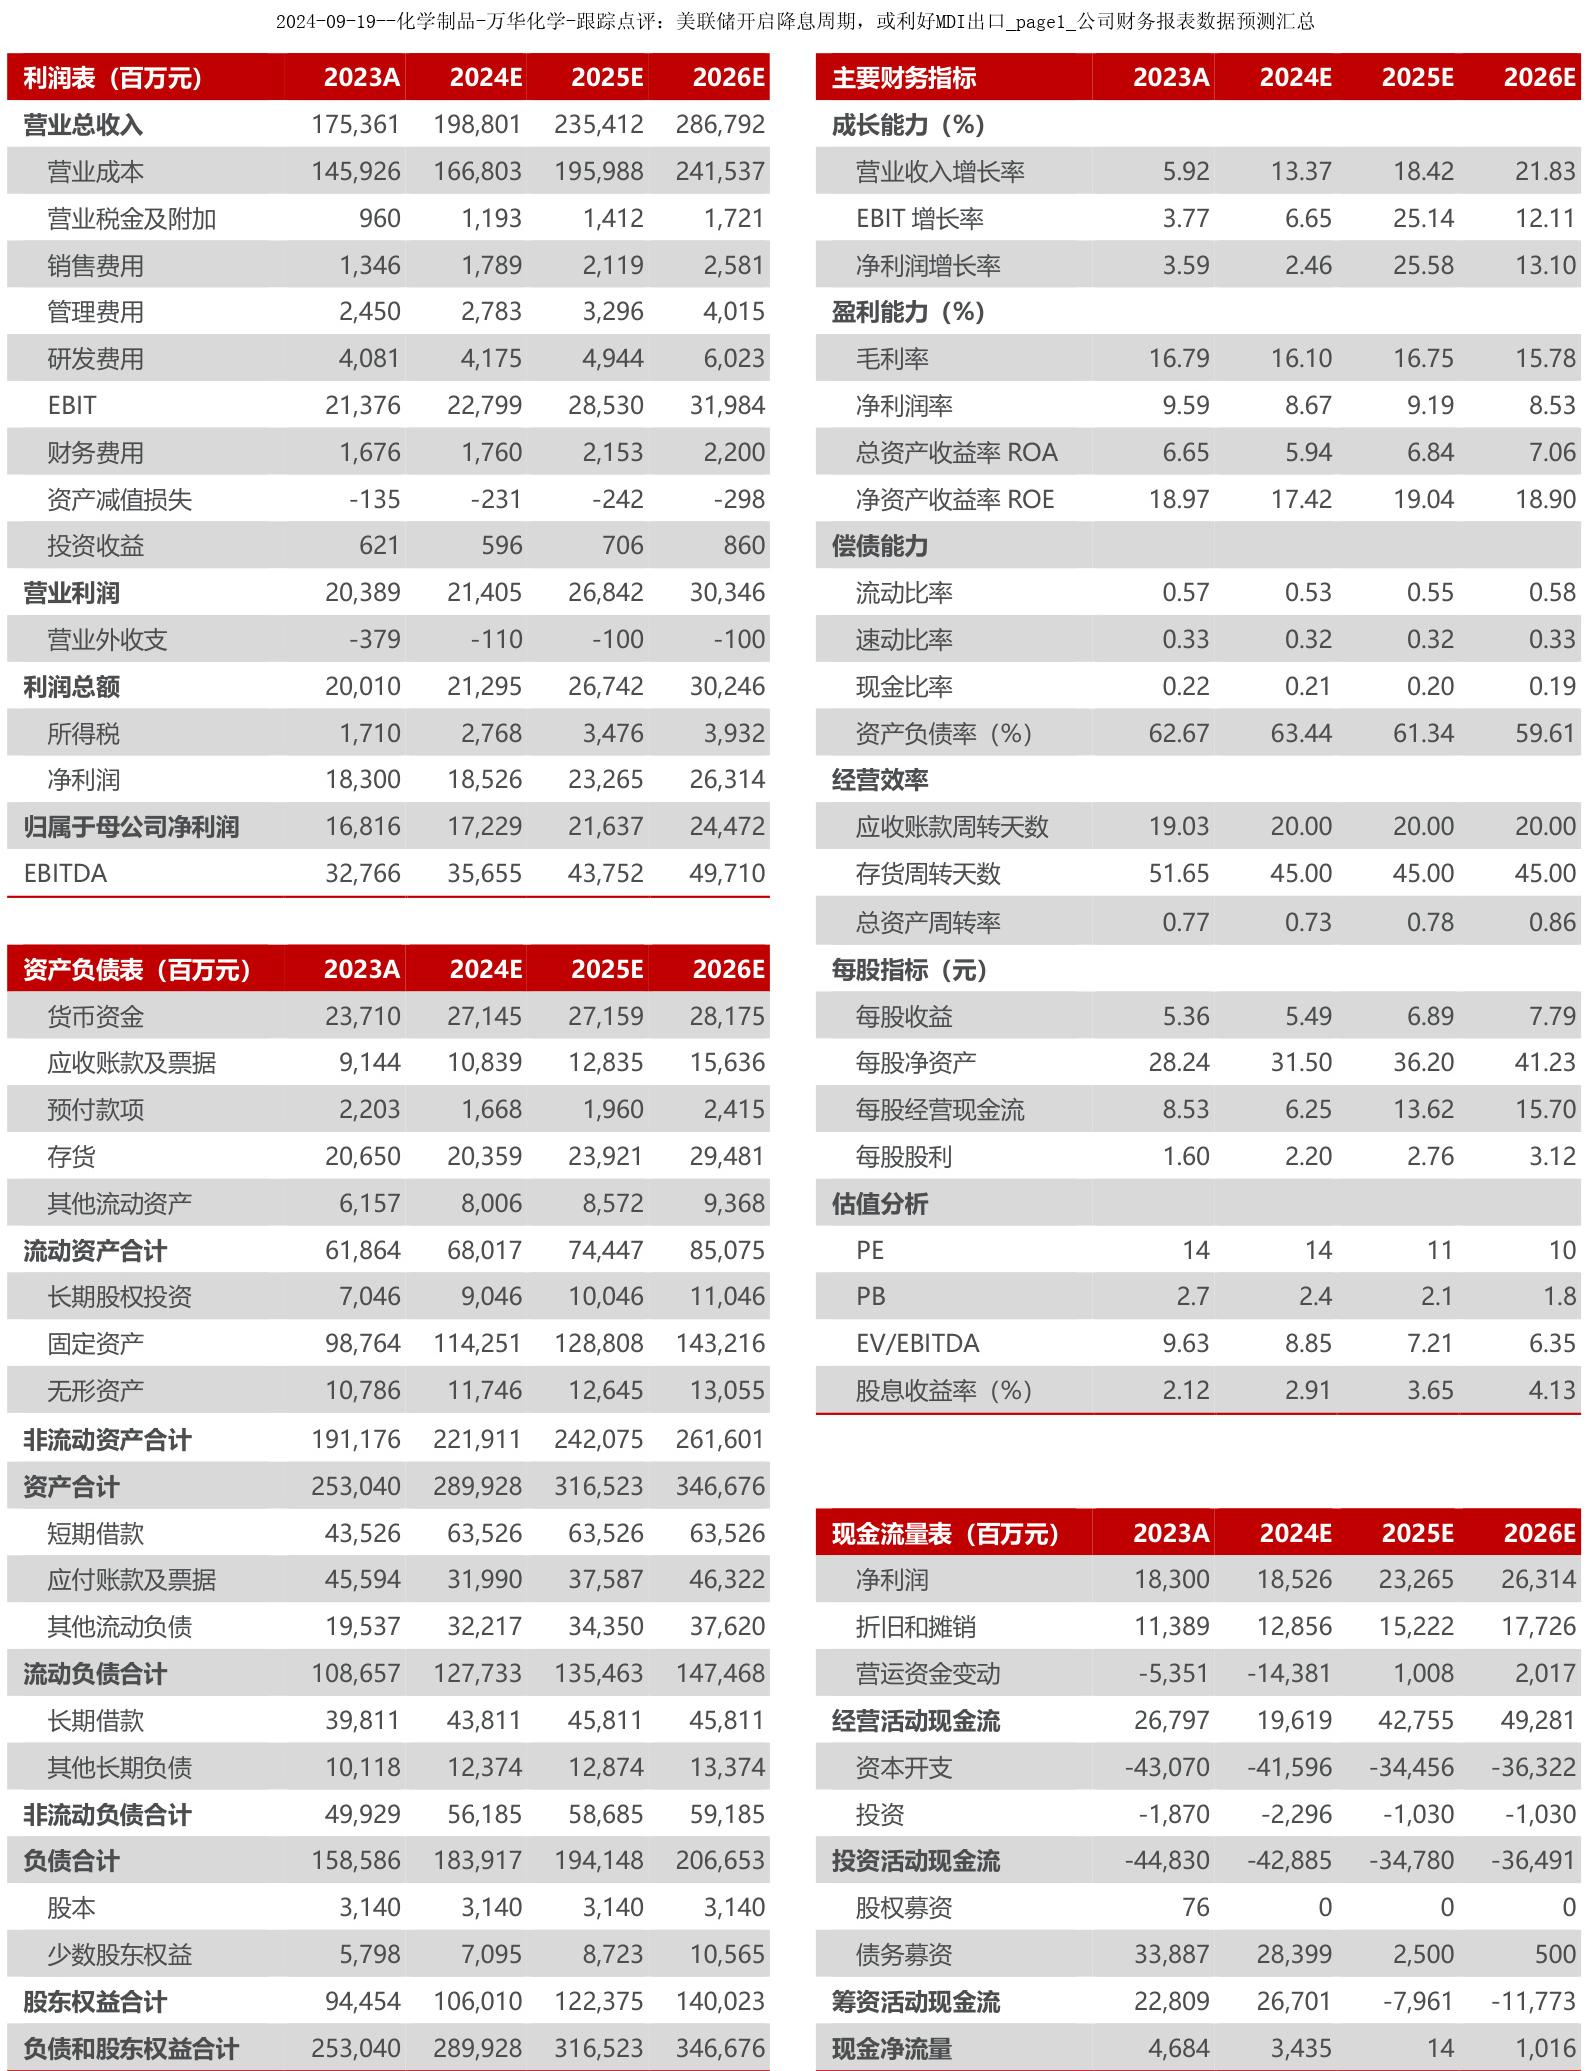 2024-09-19--化学制品-万华化学-跟踪点评：美联储开启降息周期，或利好MDI出口_page1_公司财务报表数据预测汇总
利润表（百万元） 2023A 2024E 2025E 2026E
营业总收入 175,361 198,801 235,412 286,792
营业成本 145,926 166,803 195,988 241,537
营业税金及附加 960 1,193 1,412 1,721
销售费用 1,346 1,789 2,119 2,581
管理费用 2,450 2,783 3,296 4,015
研发费用 4,081 4,175 4,944 6,023
EBIT 21,376 22,799 28,530 31,984
财务费用 1,676 1,760 2,153 2,200
资产减值损失 -135 -231 -242 -298
投资收益 621 596 706 860
营业利润 20,389 21,405 26,842 30,346
营业外收支 -379 -110 -100 -100
利润总额 20,010 21,295 26,742 30,246
所得税 1,710 2,768 3,476 3,932
净利润 18,300 18,526 23,265 26,314
归属于母公司净利润 16,816 17,229 21,637 24,472
EBITDA 32,766 35,655 43,752 49,710
资产负债表（百万元） 2023A 2024E 2025E 2026E
货币资金 23,710 27,145 27,159 28,175
应收账款及票据 9,144 10,839 12,835 15,636
预付款项 2,203 1,668 1,960 2,415
存货 20,650 20,359 23,921 29,481
其他流动资产 6,157 8,006 8,572 9,368
流动资产合计 61,864 68,017 74,447 85,075
长期股权投资 7,046 9,046 10,046 11,046
固定资产 98,764 114,251 128,808 143,216
无形资产 10,786 11,746 12,645 13,055
非流动资产合计 191,176 221,911 242,075 261,601
资产合计 253,040 289,928 316,523 346,676
短期借款 43,526 63,526 63,526 63,526
应付账款及票据 45,594 31,990 37,587 46,322
其他流动负债 19,537 32,217 34,350 37,620
流动负债合计 108,657 127,733 135,463 147,468
长期借款 39,811 43,811 45,811 45,811
其他长期负债 10,118 12,374 12,874 13,374
非流动负债合计 49,929 56,185 58,685 59,185
负债合计 158,586 183,917 194,148 206,653
股本 3,140 3,140 3,140 3,140
少数股东权益 5,798 7,095 8,723 10,565
股东权益合计 94,454 106,010 122,375 140,023
负债和股东权益合计 253,040 289,928 316,523 346,676
主要财务指标 2023A 2024E 2025E 2026E
成长能力（%）
营业收入增长率 5.92 13.37 18.42 21.83
EBIT 增长率 3.77 6.65 25.14 12.11
净利润增长率 3.59 2.46 25.58 13.10
盈利能力（%）
毛利率 16.79 16.10 16.75 15.78
净利润率 9.59 8.67 9.19 8.53
总资产收益率 ROA 6.65 5.94 6.84 7.06
净资产收益率 ROE 18.97 17.42 19.04 18.90
偿债能力
流动比率 0.57 0.53 0.55 0.58
速动比率 0.33 0.32 0.32 0.33
现金比率 0.22 0.21 0.20 0.19
资产负债率（%） 62.67 63.44 61.34 59.61
经营效率
应收账款周转天数 19.03 20.00 20.00 20.00
存货周转天数 51.65 45.00 45.00 45.00
总资产周转率 0.77 0.73 0.78 0.86
每股指标（元）
每股收益 5.36 5.49 6.89 7.79
每股净资产 28.24 31.50 36.20 41.23
每股经营现金流 8.53 6.25 13.62 15.70
每股股利 1.60 2.20 2.76 3.12
估值分析
PE 14 14 11 10
PB 2.7 2.4 2.1 1.8
EV/EBITDA 9.63 8.85 7.21 6.35
股息收益率（%） 2.12 2.91 3.65 4.13
现金流量表（百万元） 2023A 2024E 2025E 2026E
净利润 18,300 18,526 23,265 26,314
折旧和摊销 11,389 12,856 15,222 17,726
营运资金变动 -5,351 -14,381 1,008 2,017
经营活动现金流 26,797 19,619 42,755 49,281
资本开支 -43,070 -41,596 -34,456 -36,322
投资 -1,870 -2,296 -1,030 -1,030
投资活动现金流 -44,830 -42,885 -34,780 -36,491
股权募资 76 0 0 0
债务募资 33,887 28,399 2,500 500
筹资活动现金流 22,809 26,701 -7,961 -11,773
现金净流量 4,684 3,435 14 1,016